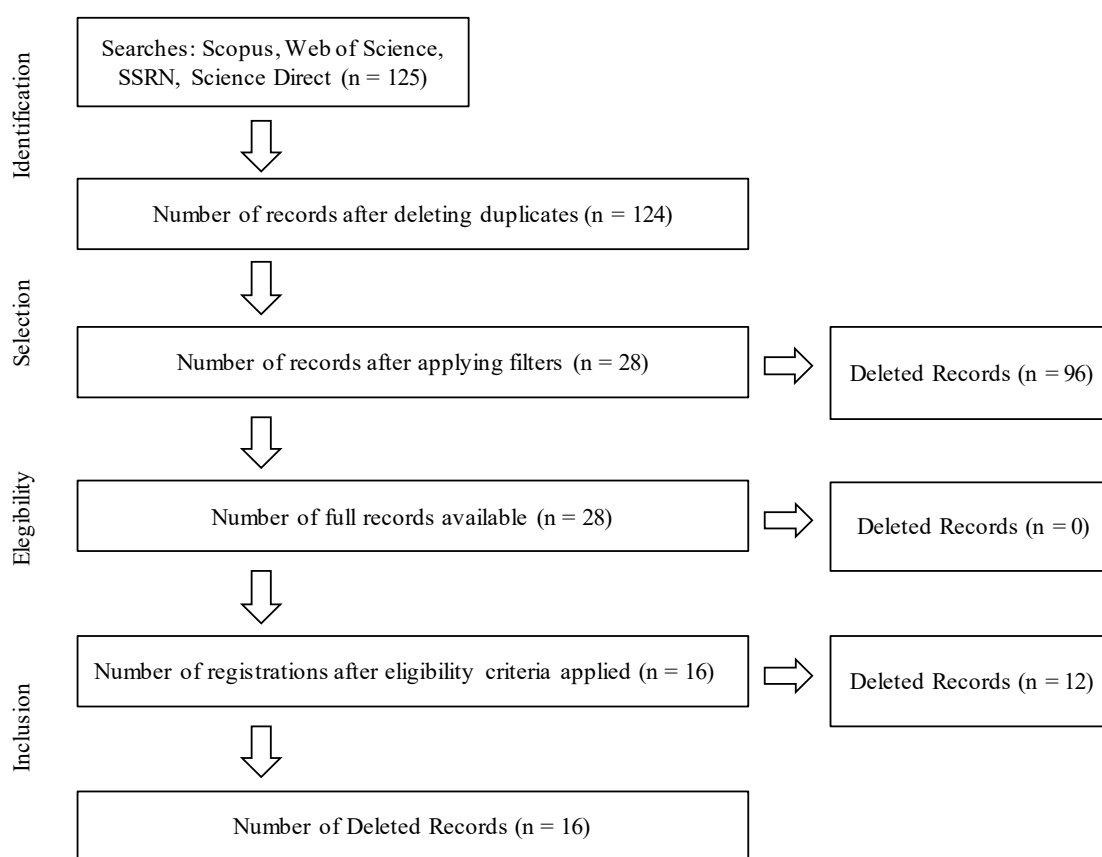 Identification
Searches: Scopus, Web of Science,
SSRN, Science Direct (n = 125)
Number of records after deleting duplicates (n = 124)
Selection
Number of records after applying filters (n = 28)
Deleted Records (n = 96)
Elegibility
Number of full records available (n = 28)
Deleted Records (n = 0)
Inclusion
Number of registrations after eligibility criteria applied (n = 16)
Deleted Records (n = 12)
Number of Deleted Records (n = 16)